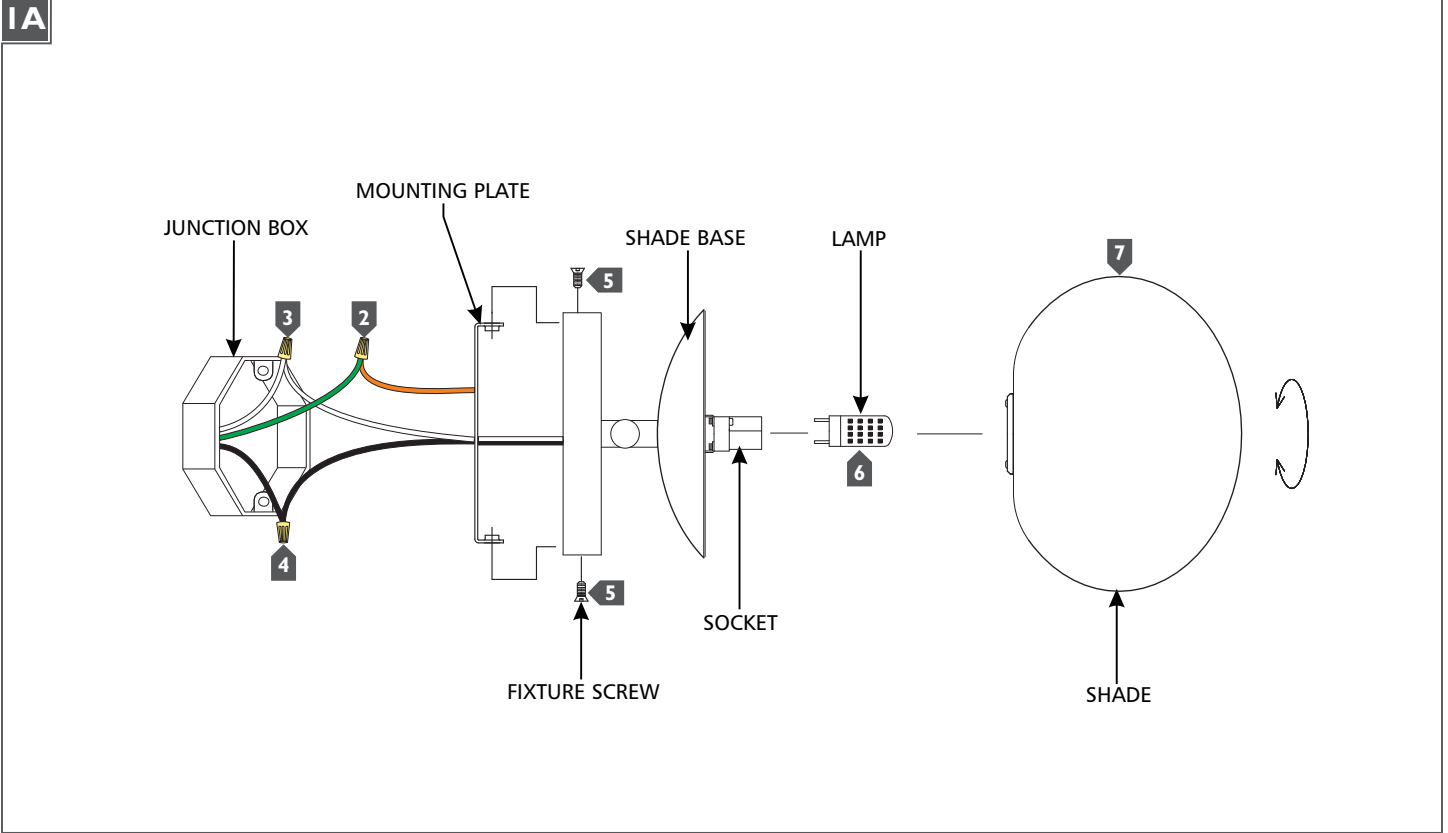 1A
MOUNTING PLATE
JUNCTION BOX
SHADE BASE
LAMP
7
5
3
2
6
4
5
SOCKET
FIXTURE SCREW
SHADE